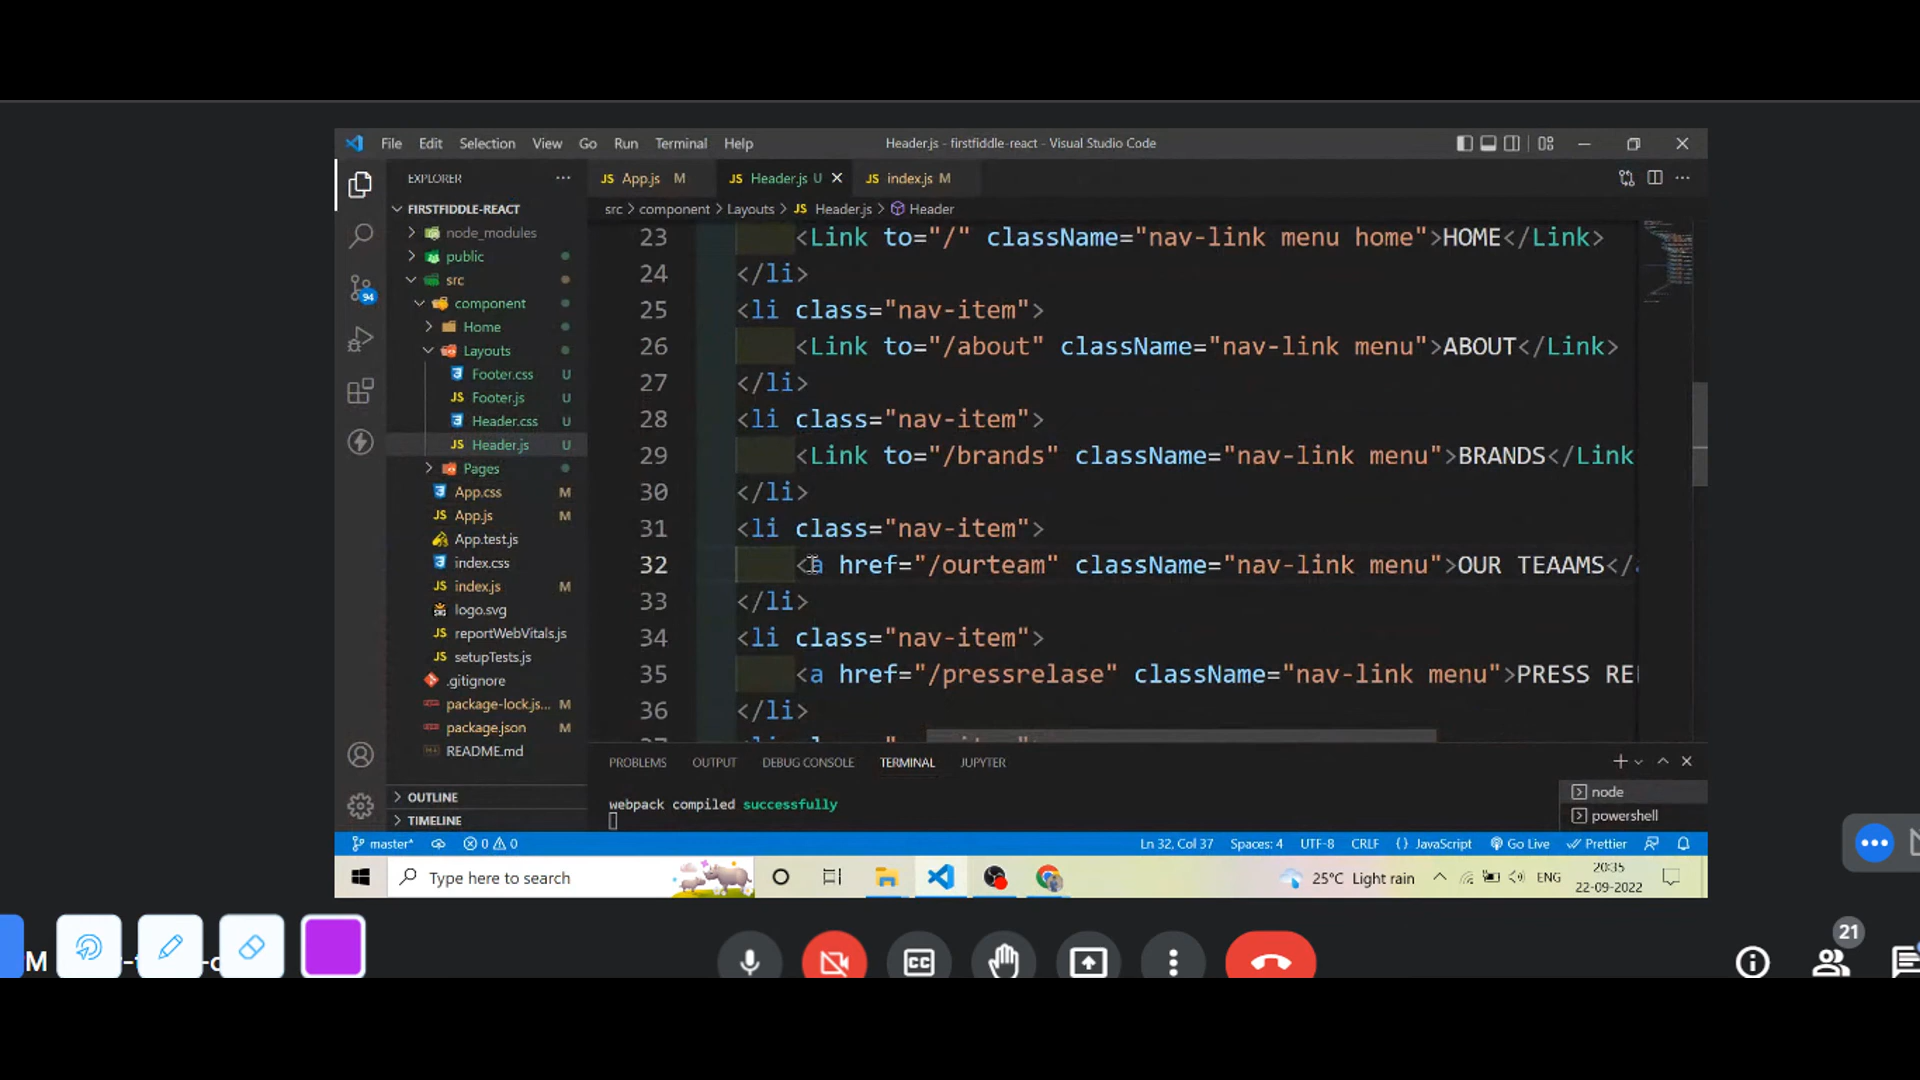 File Edit Selection View Go Run Terminal Help
Header.js - firstfiddle-react - Visual Studio Code
EXPLORER
FIRSTFIDDLE-REACT
node_modules
public
src
component
Home
Layouts
Footer.css U
Footer.js U
Header.css U
Header.js U
Pages
App.css M
App.js M
App.test.js
index.css
index.js M
logo.svg
reportWebVitals.js
setupTests.js
.gitignore
package-lock.js... M
package.json M
README.md
OUTLINE
TIMELINE
94
JS App.js M
JS Header.js U
JS index.js M
src > component > Layouts > JS Header.js > Header
23 <Link to="/" className="nav-link menu home">HOME</Link>
24 </li>
25 <li class="nav-item">
26 <Link to="/about" className="nav-link menu">ABOUT</Link>
27 </li>
28 <li class="nav-item">
29 <Link to="/brands" className="nav-link menu">BRANDS</Link
30 </li>
31 <li class="nav-item">
32 <a href="/ourteam" className="nav-link menu">OUR TEAAMS</
33 </li>
34 <li class="nav-item">
35 <a href="/pressrelase" className="nav-link menu">PRESS RE
36 </li>
PROBLEMS OUTPUT DEBUG CONSOLE TERMINAL JUPYTER
webpack compiled successfully
node
powershell
master* 0 0 Ln 32, Col 37 Spaces: 4 UTF-8 CRLF {} JavaScript Go Live Prettier
Type here to search
25°C Light rain ENG
20:35
22-09-2022
M
CC
21